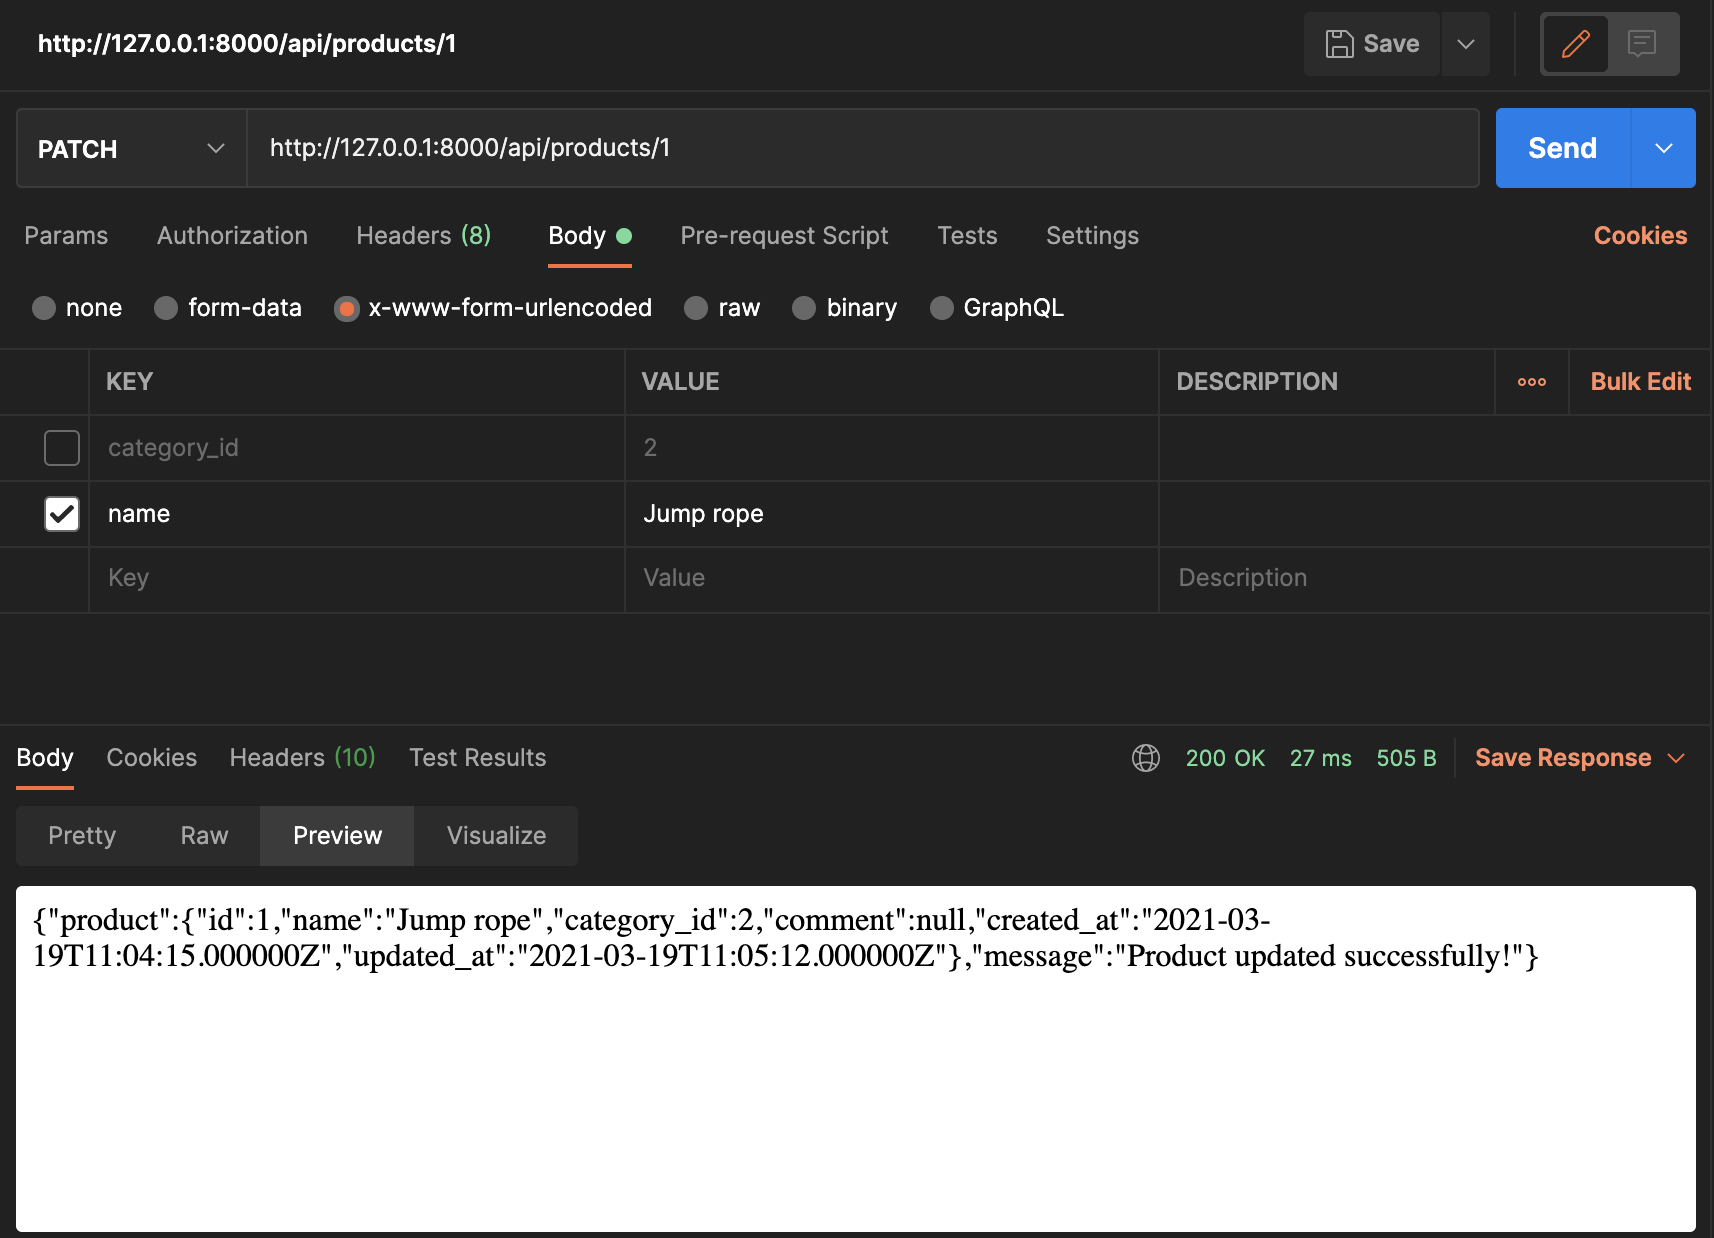 http://127.0.0.1:8000/api/products/1
Save
PATCH
http://127.0.0.1:8000/api/products/1
Send
Params Authorization Headers (8) Body Pre-request Script Tests Settings Cookies
none form-data x-www-form-urlencoded raw binary GraphQL
KEY VALUE DESCRIPTION ooo Bulk Edit
category_id 2
name Jump rope
Key Value Description
Body Cookies Headers (10) Test Results 200 OK 27 ms 505 B Save Response
Pretty Raw Preview Visualize
{"product":{"id":1,"name":"Jump rope","category_id":2,"comment":null,"created_at":"2021-03-
19T11:04:15.000000Z","updated_at":"2021-03-19T11:05:12.000000Z"},"message":"Product updated successfully!"}